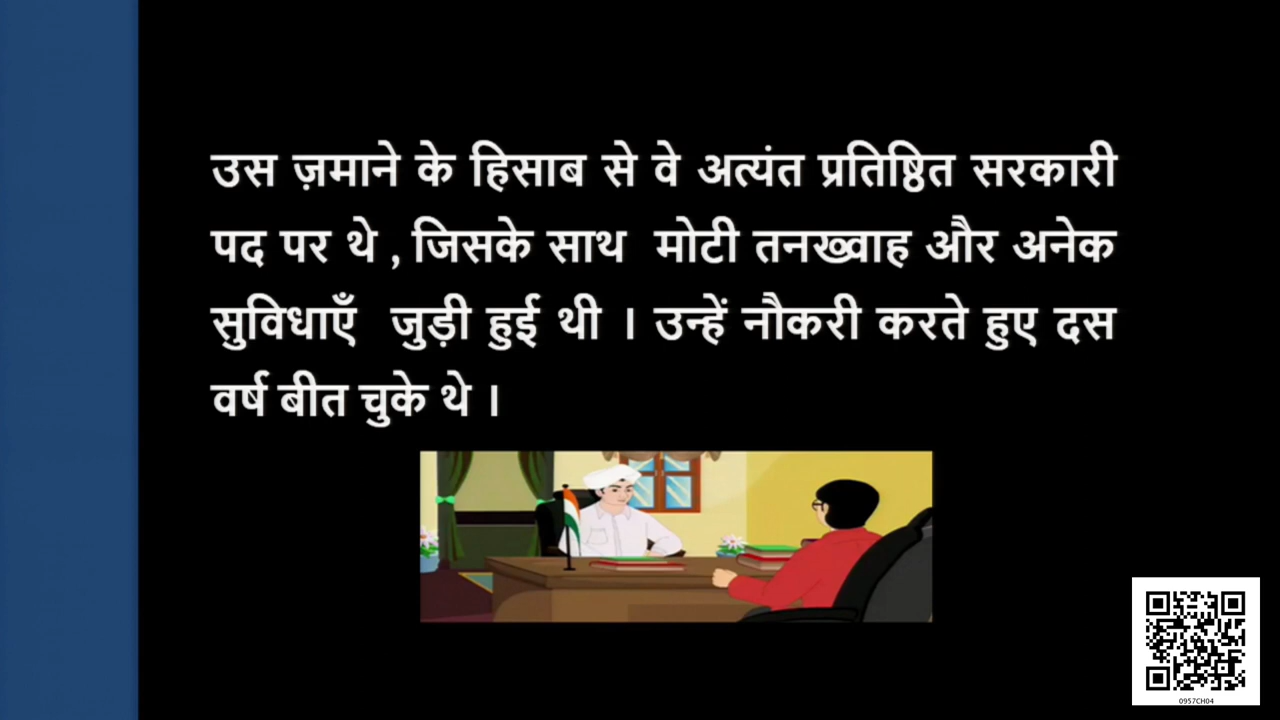 उस ज़माने के हिसाब से वे अत्यंत प्रतिष्ठित सरकारी
पद पर थे , जिसके साथ मोटी तनख्वाह और अनेक
सुविधाएँ जुड़ी हुई थी । उन्हें नौकरी करते हुए दस
वर्ष बीत चुके थे ।
0957CH04